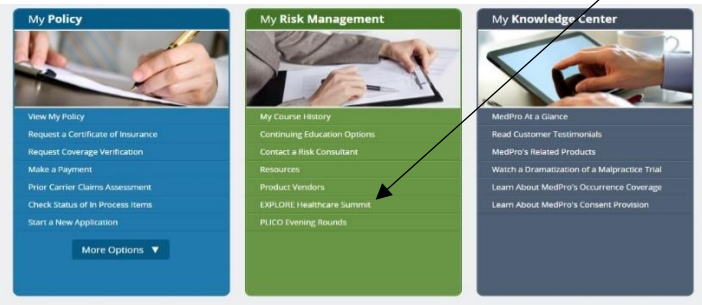 My Policy
View My Policy
Request a Certificate of Insurance
Request Coverage Verification
Make a Payment
Prior Carrier Claims Assessment
Check Status of In Process Items
Start a New Application
More Options ▼
My Risk Management
My Course History
Continuing Education Options
Contact a Risk Consultant
Resources
Product Vendors
EXPLORE Healthcare Summit
PLICO Evening Rounds
My Knowledge Center
MedPro At a Glance
Read Customer Testimonials
MedPro's Related Products
Watch a Dramatization of a Malpractice Trial
Learn About MedPro's Occurrence Coverage
Learn About MedPro's Consent Provision